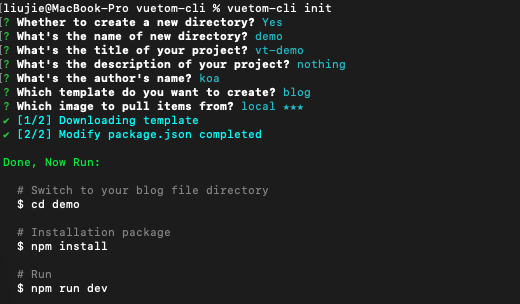 [liujie@MacBook-Pro vuetom-cli % vuetom-cli init
[? Whether to create a new directory? Yes
[? What's the name of new directory? demo
[? What's the title of your project? vt-demo
[? What's the description of your project? nothing
[? What's the author's name? koa
? Which template do you want to create? blog
? Which image to pull items from? local ★★★
✔ [1/2] Downloading template
✔ [2/2] Modify package.json completed
Done, Now Run:
# Switch to your blog file directory
$ cd demo
# Installation package
$ npm install
# Run
$ npm run dev